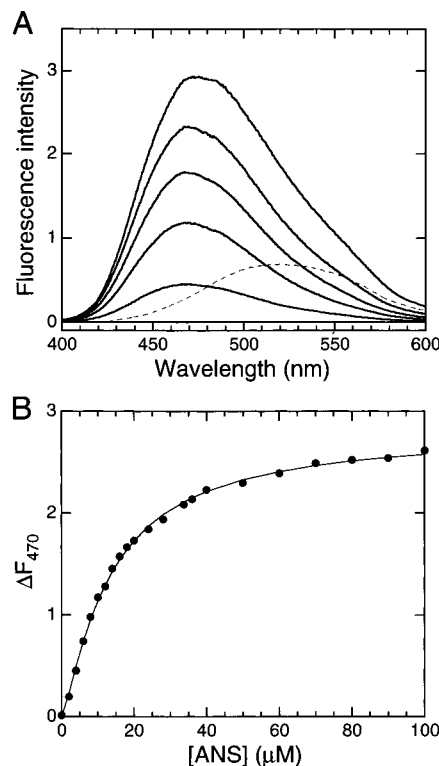 A
3
2
1
0
Fluorescence intensity
400 450 500 550 600
Wavelength (nm)
B
3
2
1
0
ΔF470
0 20 40 60 80 100
[ANS] (μM)